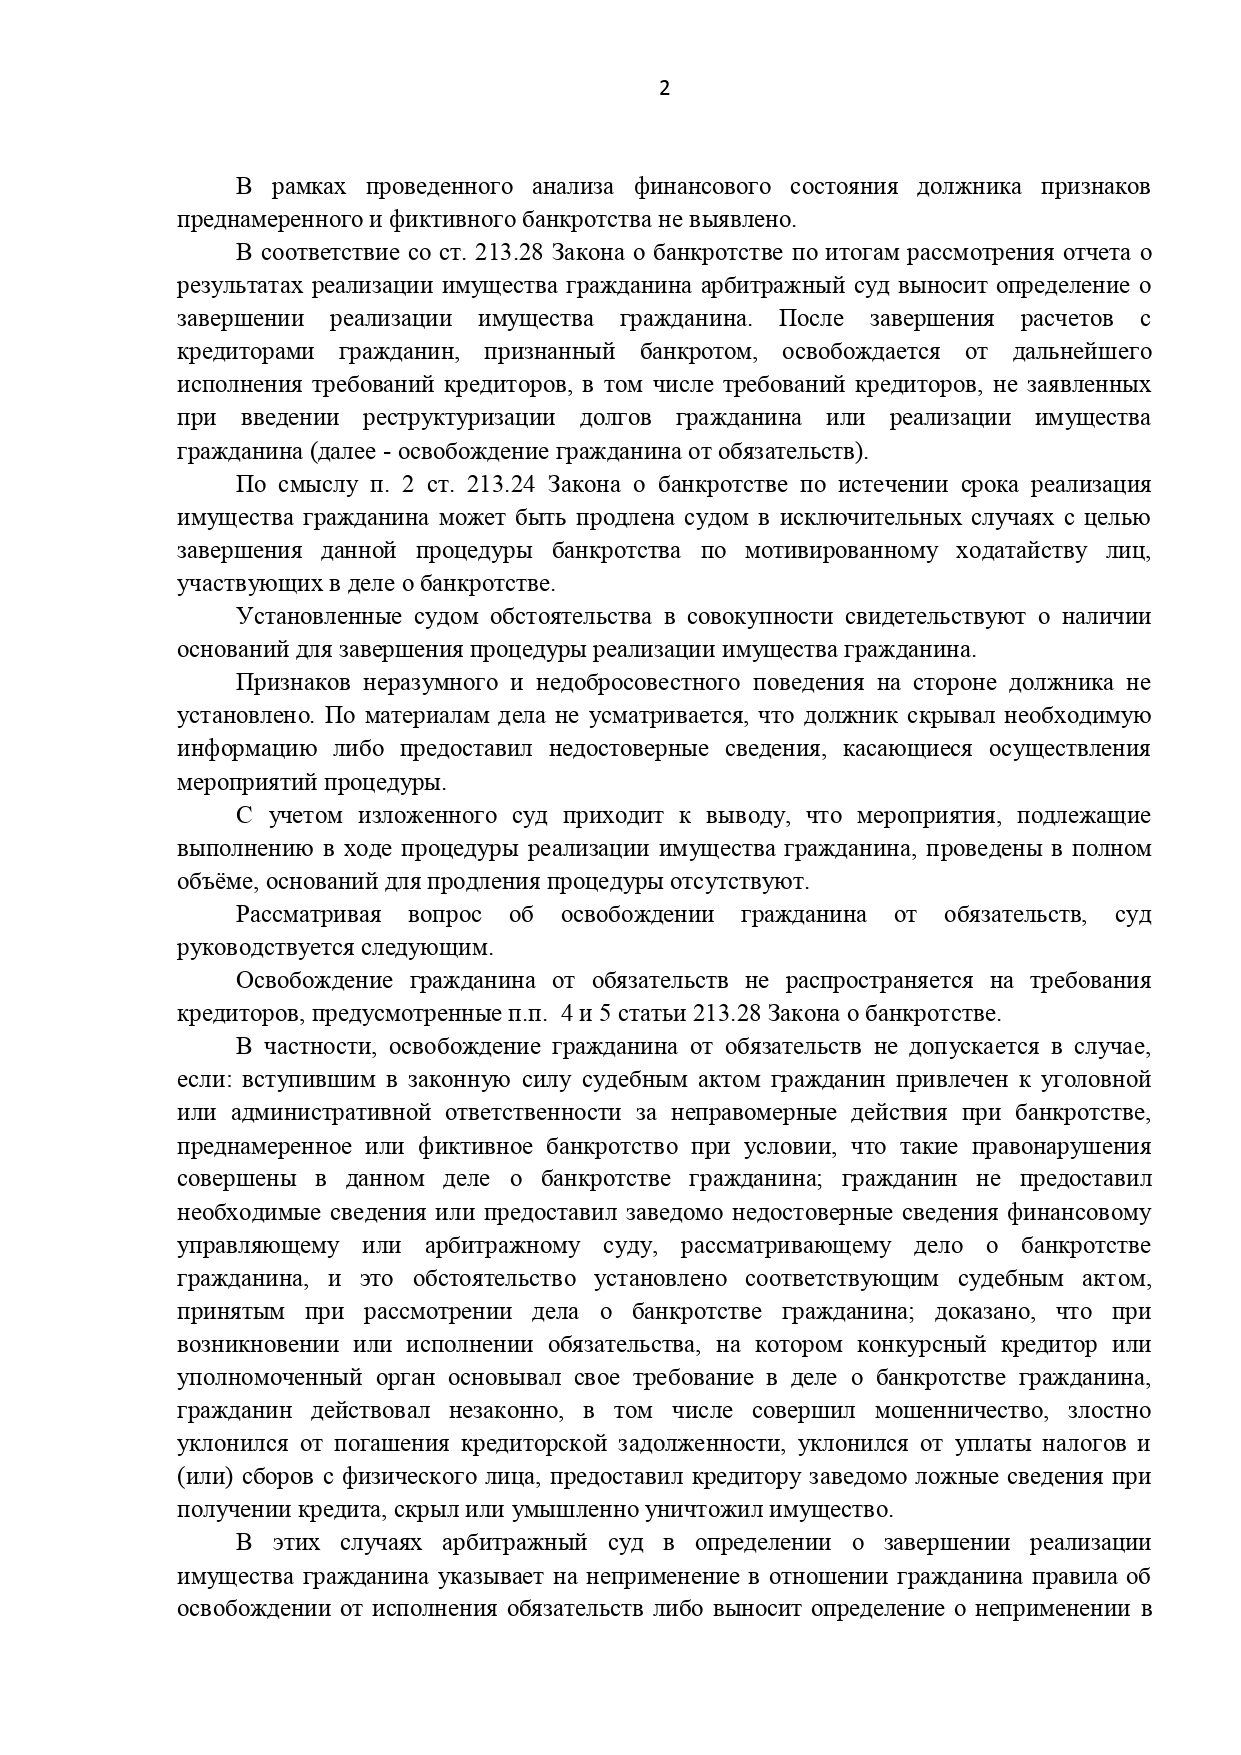 2
В рамках проведенного анализа финансового состояния должника признаков
преднамеренного и фиктивного банкротства не выявлено.
В соответствие со ст. 213.28 Закона о банкротстве по итогам рассмотрения отчета о
результатах реализации имущества гражданина арбитражный суд выносит определение о
завершении реализации имущества гражданина. После завершения расчетов с
кредиторами гражданин, признанный банкротом, освобождается от дальнейшего
исполнения требований кредиторов, в том числе требований кредиторов, не заявленных
при введении реструктуризации долгов гражданина или реализации имущества
гражданина (далее - освобождение гражданина от обязательств).
По смыслу п. 2 ст. 213.24 Закона о банкротстве по истечении срока реализация
имущества гражданина может быть продлена судом в исключительных случаях с целью
завершения данной процедуры банкротства по мотивированному ходатайству лиц,
участвующих в деле о банкротстве.
Установленные судом обстоятельства в совокупности свидетельствуют о наличии
оснований для завершения процедуры реализации имущества гражданина.
Признаков неразумного и недобросовестного поведения на стороне должника не
установлено. По материалам дела не усматривается, что должник скрывал необходимую
информацию либо предоставил недостоверные сведения, касающиеся осуществления
мероприятий процедуры.
С учетом изложенного суд приходит к выводу, что мероприятия, подлежащие
выполнению в ходе процедуры реализации имущества гражданина, проведены в полном
объёме, оснований для продления процедуры отсутствуют.
Рассматривая вопрос об освобождении гражданина от обязательств, суд
руководствуется следующим.
Освобождение гражданина от обязательств не распространяется на требования
кредиторов, предусмотренные п.п. 4 и 5 статьи 213.28 Закона о банкротстве.
В частности, освобождение гражданина от обязательств не допускается в случае,
если: вступившим в законную силу судебным актом гражданин привлечен к уголовной
или административной ответственности за неправомерные действия при банкротстве,
преднамеренное или фиктивное банкротство при условии, что такие правонарушения
совершены в данном деле о банкротстве гражданина; гражданин не предоставил
необходимые сведения или предоставил заведомо недостоверные сведения финансовому
управляющему или арбитражному суду, рассматривающему дело о банкротстве
гражданина, и это обстоятельство установлено соответствующим судебным актом,
принятым при рассмотрении дела о банкротстве гражданина; доказано, что при
возникновении или исполнении обязательства, на котором конкурсный кредитор или
уполномоченный орган основывал свое требование в деле о банкротстве гражданина,
гражданин действовал незаконно, в том числе совершил мошенничество, злостно
уклонился от погашения кредиторской задолженности, уклонился от уплаты налогов и
(или) сборов с физического лица, предоставил кредитору заведомо ложные сведения при
получении кредита, скрыл или умышленно уничтожил имущество.
В этих случаях арбитражный суд в определении о завершении реализации
имущества гражданина указывает на неприменение в отношении гражданина правила об
освобождении от исполнения обязательств либо выносит определение о неприменении в